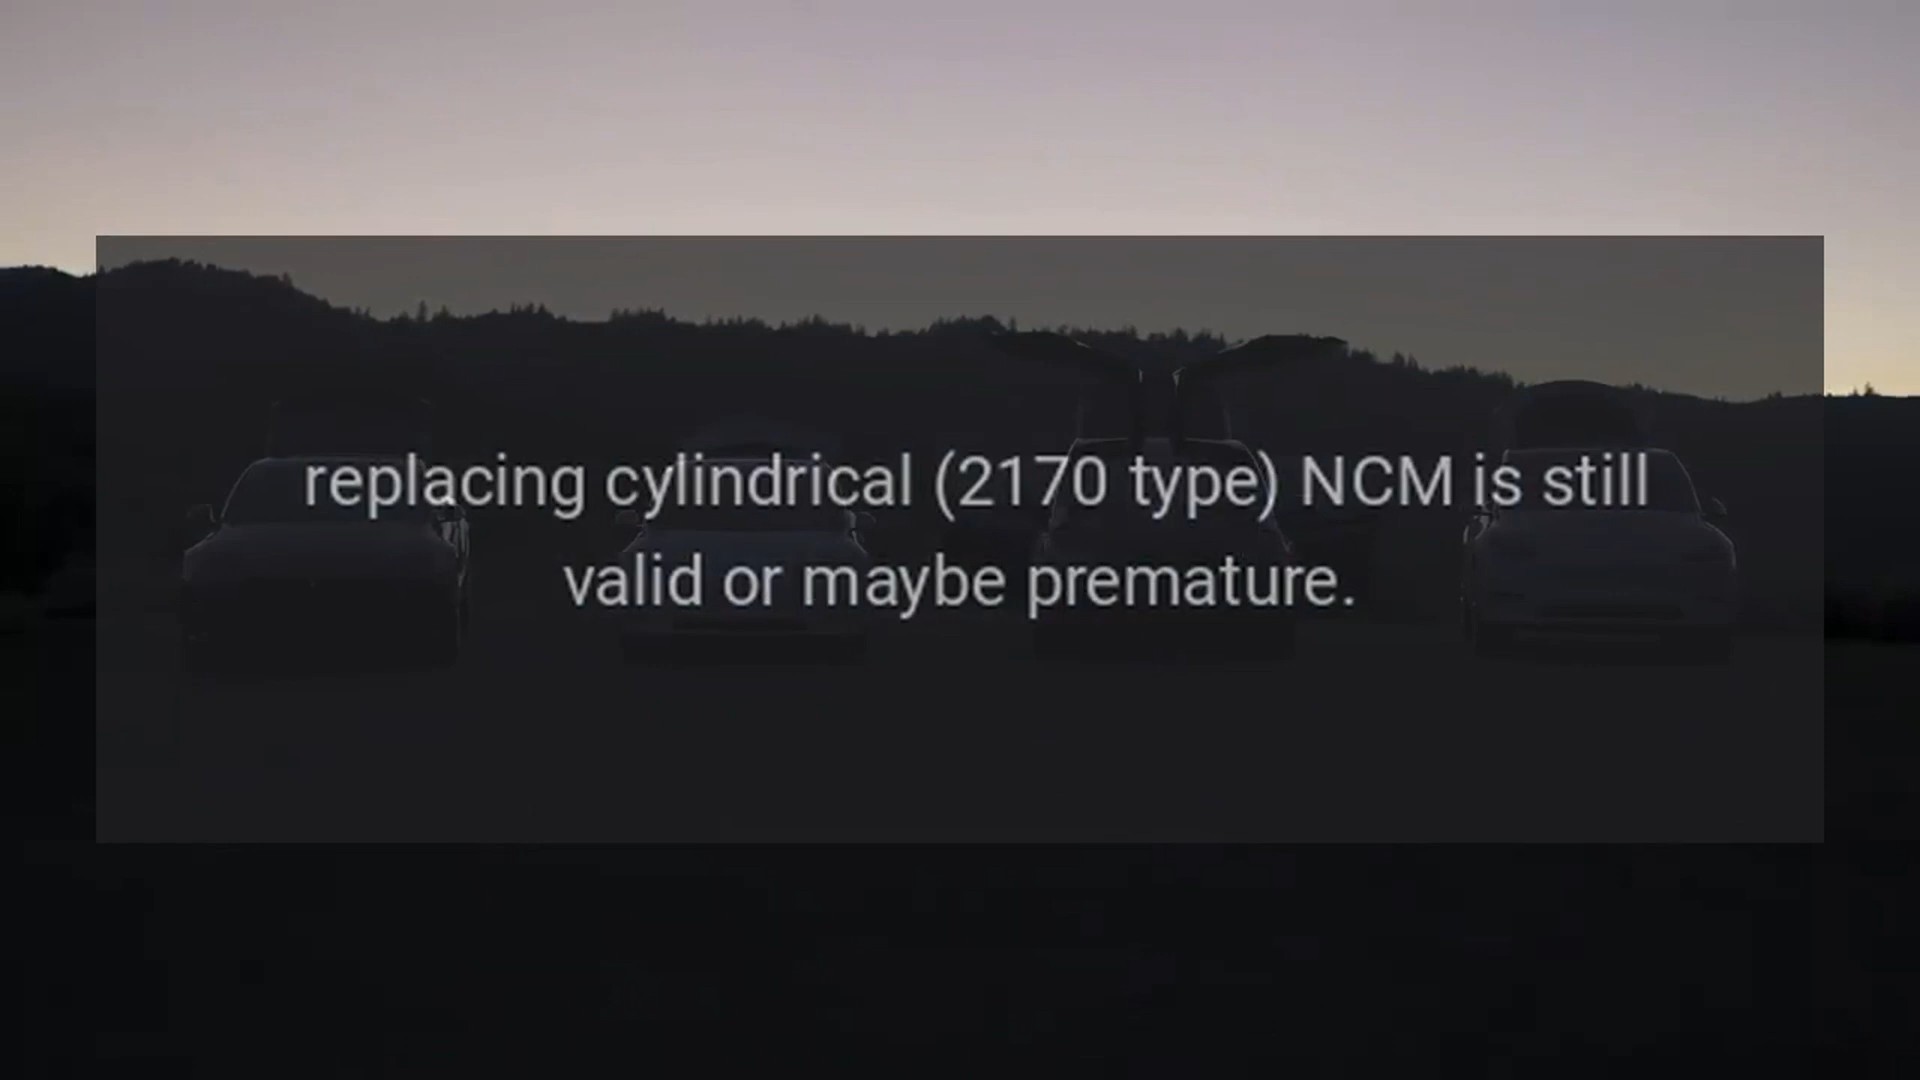 replacing cylindrical (2170 type) NCM is still
valid or maybe premature.